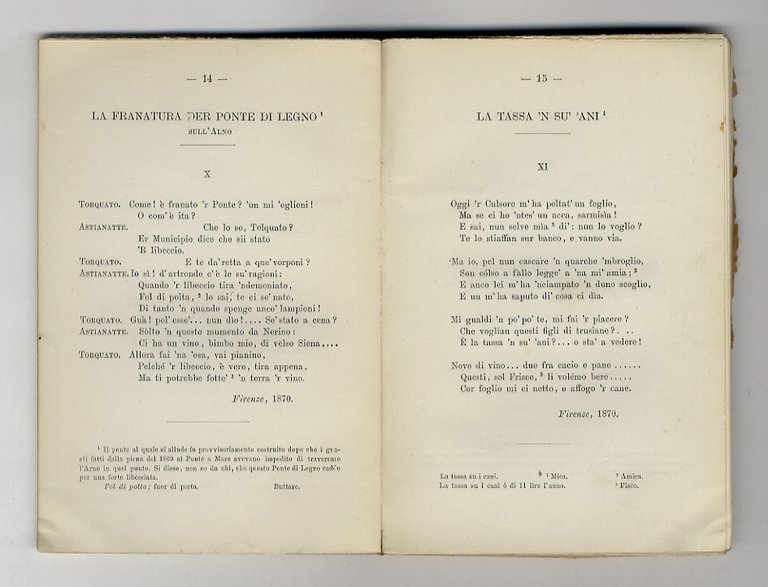 — 14 —
LA FRANATURA DER PONTE DI LEGNO ¹
SULL'ALNO
X
TORQUATO. Come! è franato 'r Ponte? 'un mi 'oglioni!
O com' è ita?
ASTIANATTE. Che lo so, Tolquato?
Er Municipio dice che sii stato
'R libeccio.
TORQUATO. E te da' retta a que' vorponi?
ASTIANATTE. Io sì! d'artronde c'è le su' ragioni:
Quando 'r libeccio tira 'ndemoniato,
Fol di polta, ² lo sai, te ci se' nato,
Di tanto 'n quando spenge anco' lampioni!
TORQUATO. Guà! pol' esse'... nun dìo!.... Se' stato a cena?
ASTIANATTE. Sòlto 'n questo mumento da Nerino:
Ci ha un vino, bimbo mio, di velso Siena....
TORQUATO. Allora fai 'na 'osa, vai pianino,
Pelché 'r libeccio, è vero, tira appena,
Ma ti potrebbe fotte' ³ 'n terra 'r vino.
Firenze, 1870.
¹ Il ponte al quale si allude fu provvisoriamente costruito dopo che i gua-
sti fatti dalla piena del 1869 al Ponte a Mare avevano impedito di traversare
l'Arno in quel punto. Si disse, non so da chi, che questo Ponte di Legno cadde
per una forte libecciata.
Fol di polta; fuor di porta. Buttare.
— 15 —
LA TASSA 'N SU' 'ANI ¹
XI
Oggi 'r Culsore m' ha poltat' un foglio,
Ma se ci ho 'ntes' un acca, sarmisia!
E sai, nun selve mia ² di': nun lo voglio?
Te lo stiaffan sur banco, e vanno via.
Ma io, pel nun cascare 'n quarche 'mbroglio,
Son cólso a fàllo legge' a 'na mi' amia; ³
E anco lei m' ha 'nciampato 'n duno scoglio,
E un m' ha saputo di' cosa ci dia.
Mi gualdi 'n po' po' te, mi fai 'r piacere?
Che voglian questi figli di trusiane?...
È la tassa 'n su' 'ani?... o sta' a vedere!
Nove di vino... due fra cacio e pane ......
Questi, sol Frisco, ⁵ li volémo bere.....
Cor foglio mi ci netto, e affogo 'r cane.
Firenze, 1870.
La tassa su i cani. ² Mica. ³ Amica.
La tassa su i cani è di 11 lire l'anno. ⁵ Fisco.